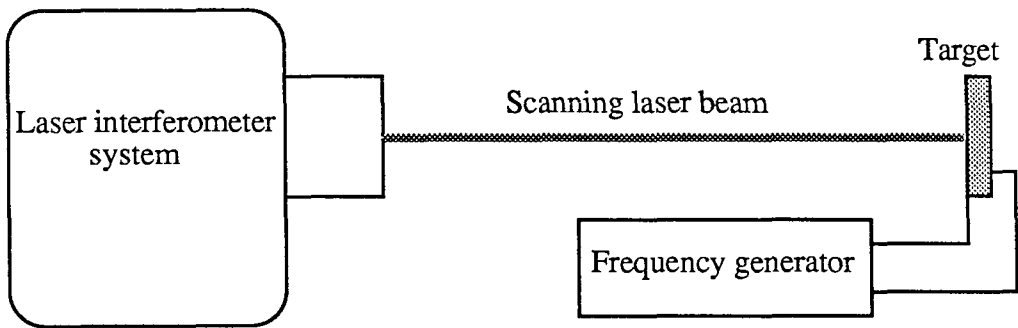 Target
Scanning laser beam
Laser interferometer
system
Frequency generator